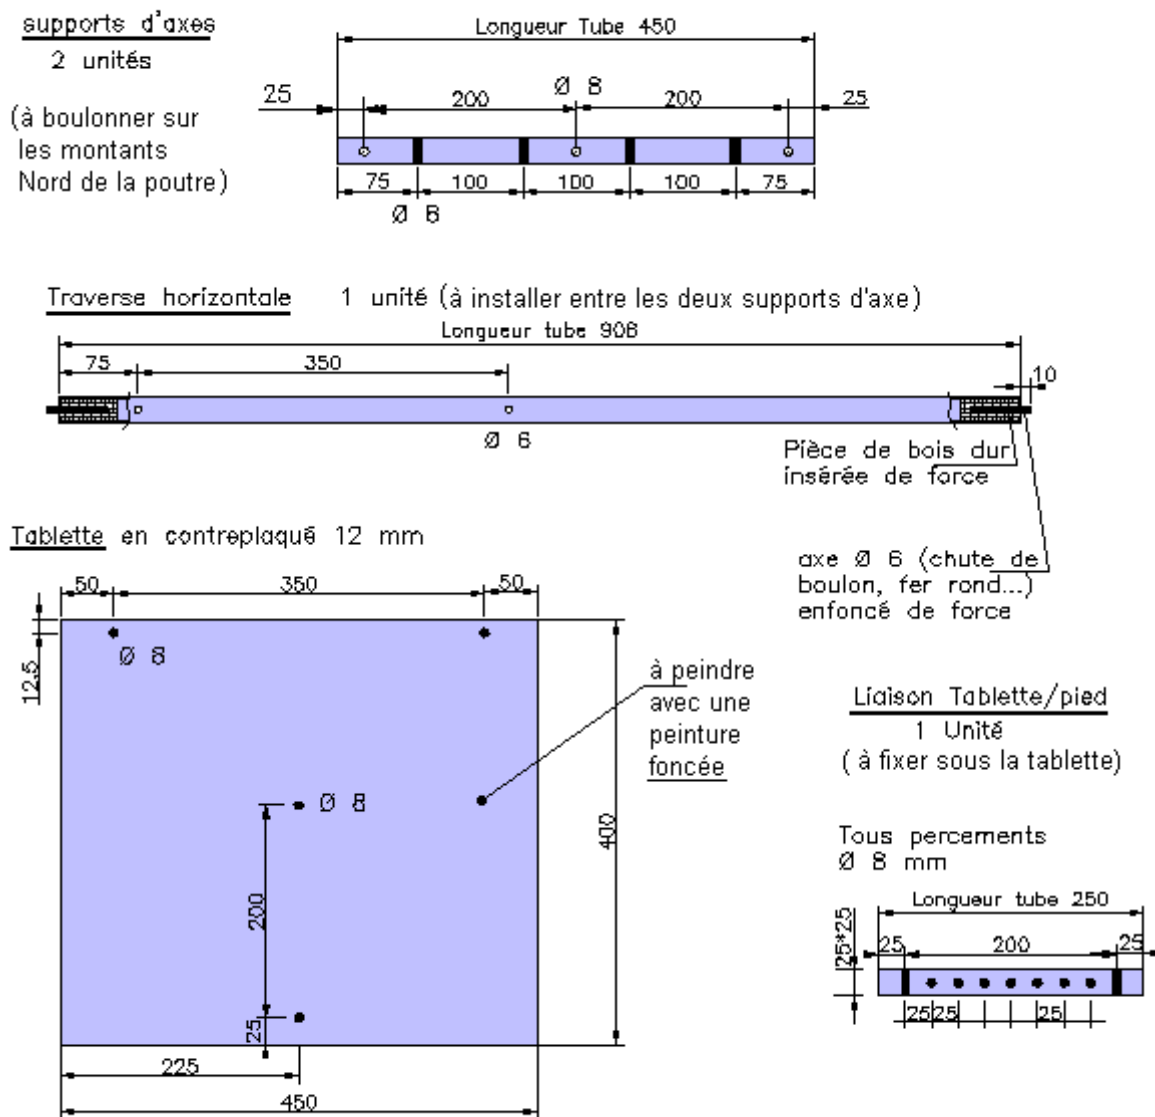 supports d'axes
2 unités
(à boulonner sur
les montants
Nord de la poutre)
Longueur Tube 450
25
200
Ø 8
200
25
75
100
100
100
75
Ø 6
Traverse horizontale
1 unité (à installer entre les deux supports d'axe)
Longueur tube 906
75
350
10
Ø 6
Pièce de bois dur
insérée de force
axe Ø 6 (chute de
boulon, fer rond...)
enfoncé de force
Tablette en contreplaqué 12 mm
50
350
50
12.5
Ø 8
à peindre
avec une
peinture
foncée
Ø 8
200
400
25
225
450
Liaison Tablette/pied
1 Unité
( à fixer sous la tablette)
Tous percements
Ø 8 mm
Longueur tube 250
25*25
25
200
25
25
25
25